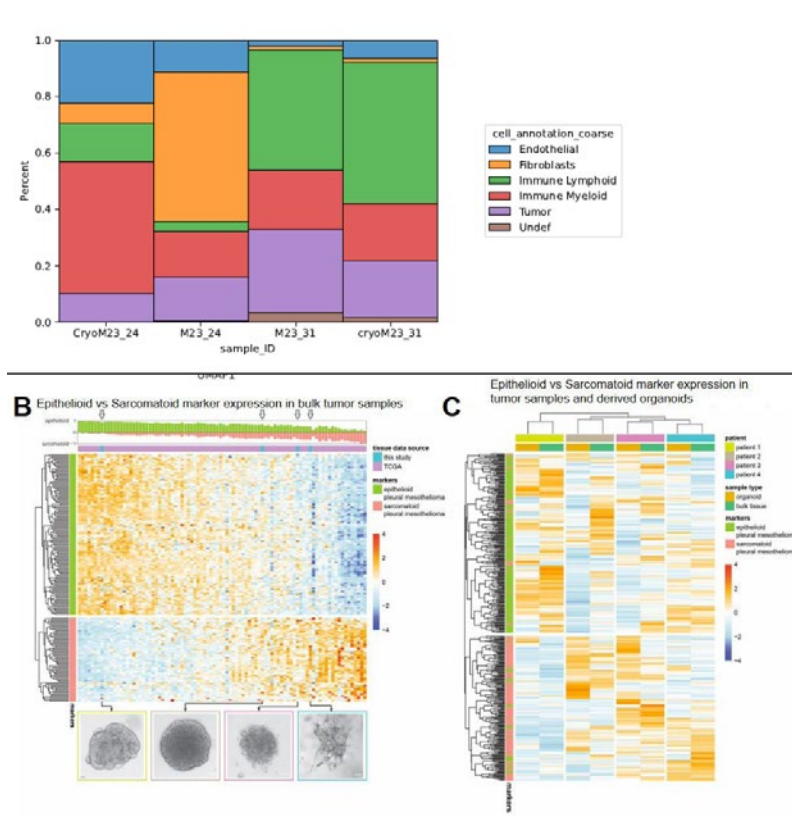 1.0
0.8
0.6
0.4
0.2
0.0
Percent
CryoM23_24
M23_24
M23_31
cryoM23_31
sample_ID
cell_annotation_coarse
Endothelial
Fibroblasts
Immune Lymphoid
Immune Myeloid
Tumor
Undef
B
Epithelioid vs Sarcomatoid marker expression in bulk tumor samples
epithelioid
sarcomatoid
tissue data source
this study
TCGA
markers
epithelioid
pleural mesothelioma
sarcomatoid
pleural mesothelioma
4
2
0
−2
−4
markers
C
Epithelioid vs Sarcomatoid marker expression in
tumor samples and derived organoids
patient
patient 1
patient 2
patient 3
patient 4
sample type
organoid
bulk tissue
markers
epithelioid
pleural mesothelioma
sarcomatoid
pleural mesothelioma
4
2
0
−2
−4
markers